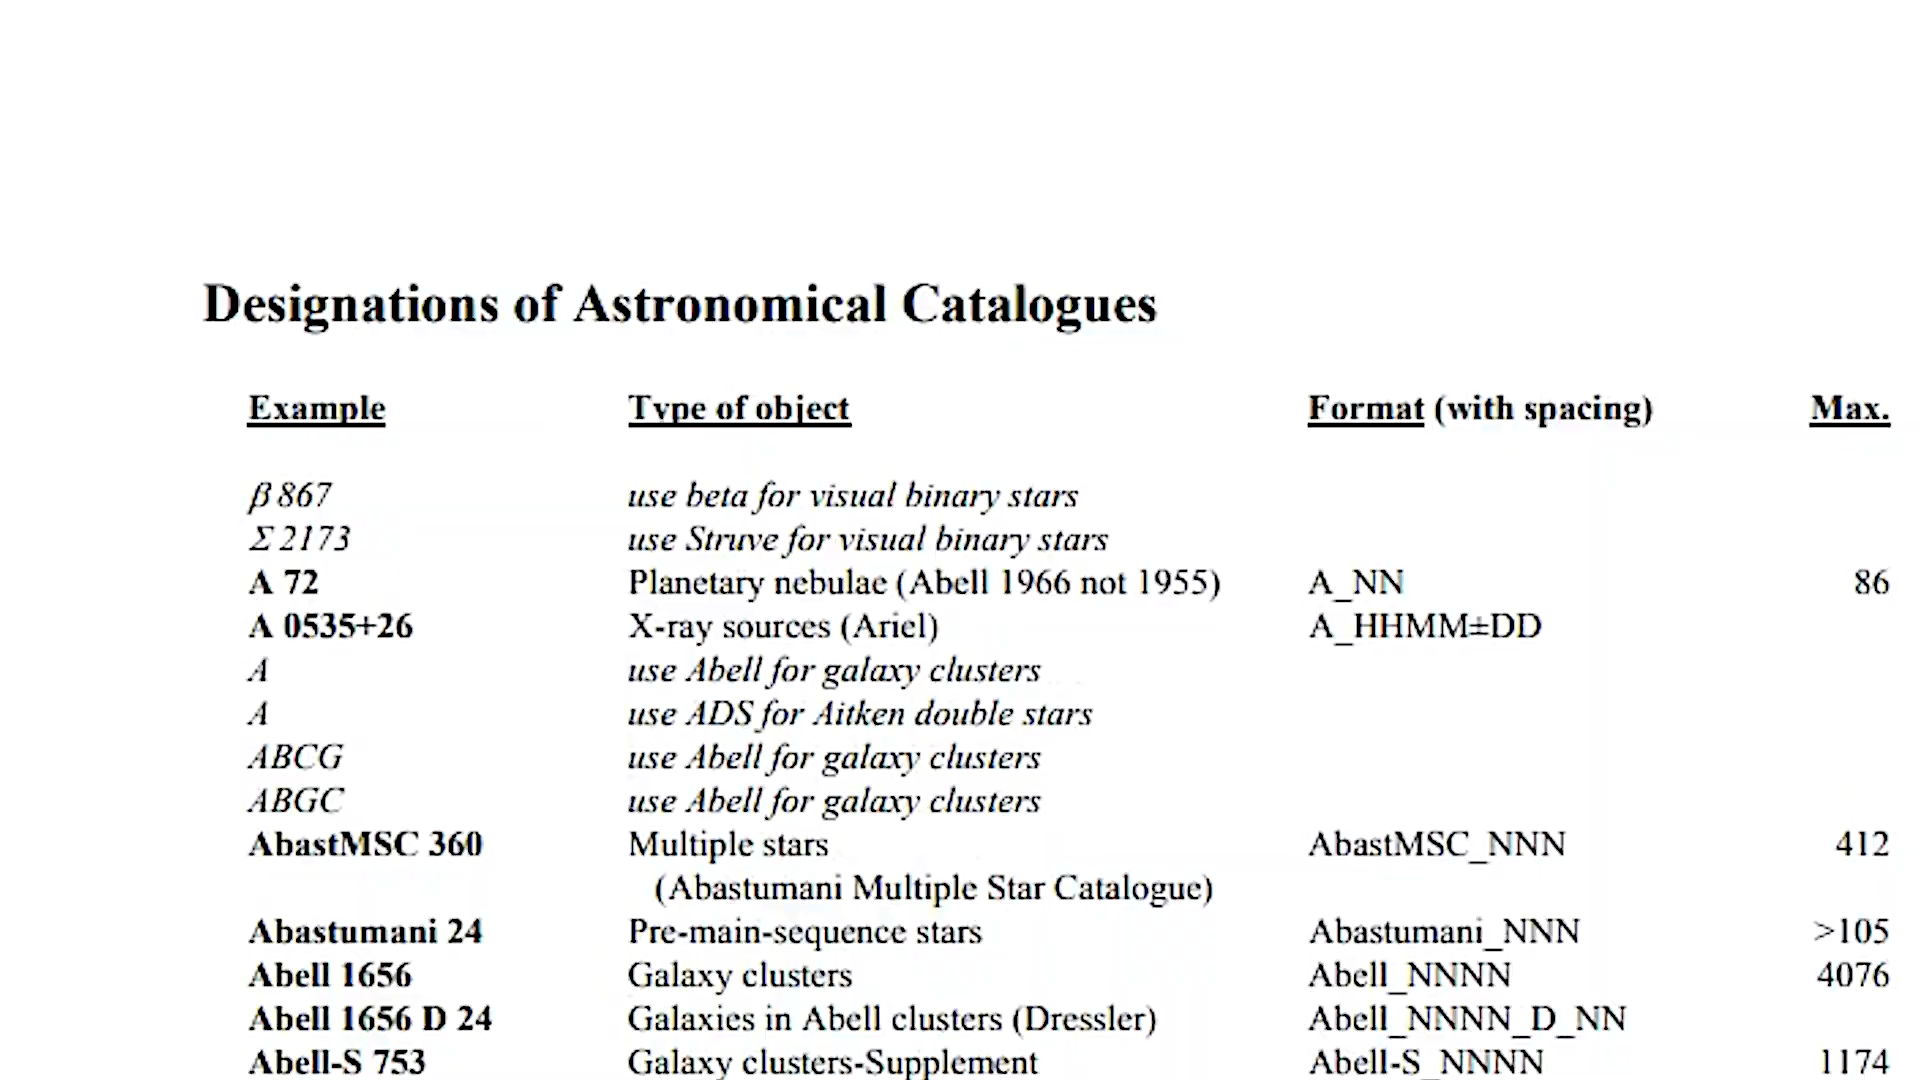 Designations of Astronomical Catalogues
Example Type of object Format (with spacing) Max.
β 867 use beta for visual binary stars
Σ 2173 use Struve for visual binary stars
A 72 Planetary nebulae (Abell 1966 not 1955) A_NN 86
A 0535+26 X-ray sources (Ariel) A_HHMM±DD
A use Abell for galaxy clusters
A use ADS for Aitken double stars
ABCG use Abell for galaxy clusters
ABGC use Abell for galaxy clusters
AbastMSC 360 Multiple stars AbastMSC_NNN 412
(Abastumani Multiple Star Catalogue)
Abastumani 24 Pre-main-sequence stars Abastumani_NNN >105
Abell 1656 Galaxy clusters Abell_NNNN 4076
Abell 1656 D 24 Galaxies in Abell clusters (Dressler) Abell_NNNN_D_NN
Abell-S 753 Galaxy clusters-Supplement Abell-S_NNNN 1174